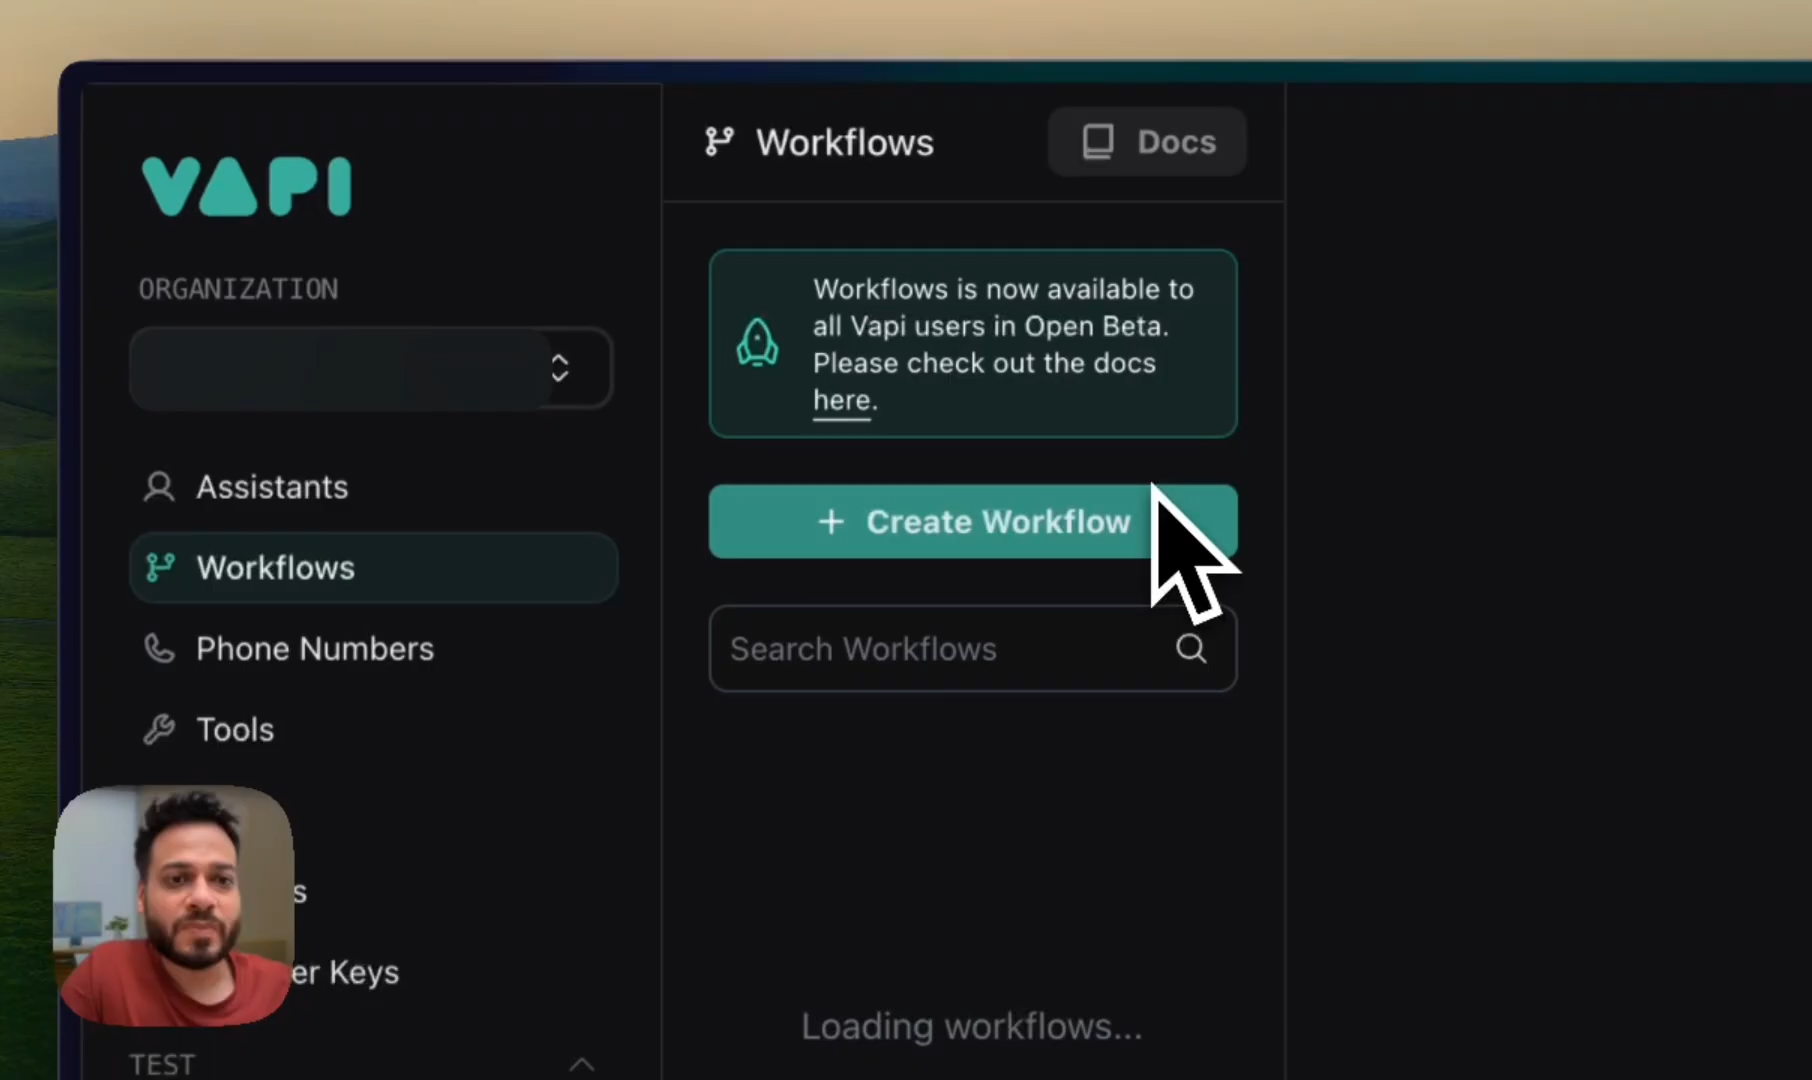 VAPI
ORGANIZATION
Assistants
Workflows
Phone Numbers
Tools
s
er Keys
TEST
Workflows
Docs
Workflows is now available to
all Vapi users in Open Beta.
Please check out the docs
here.
+ Create Workflow
Search Workflows
Loading workflows...